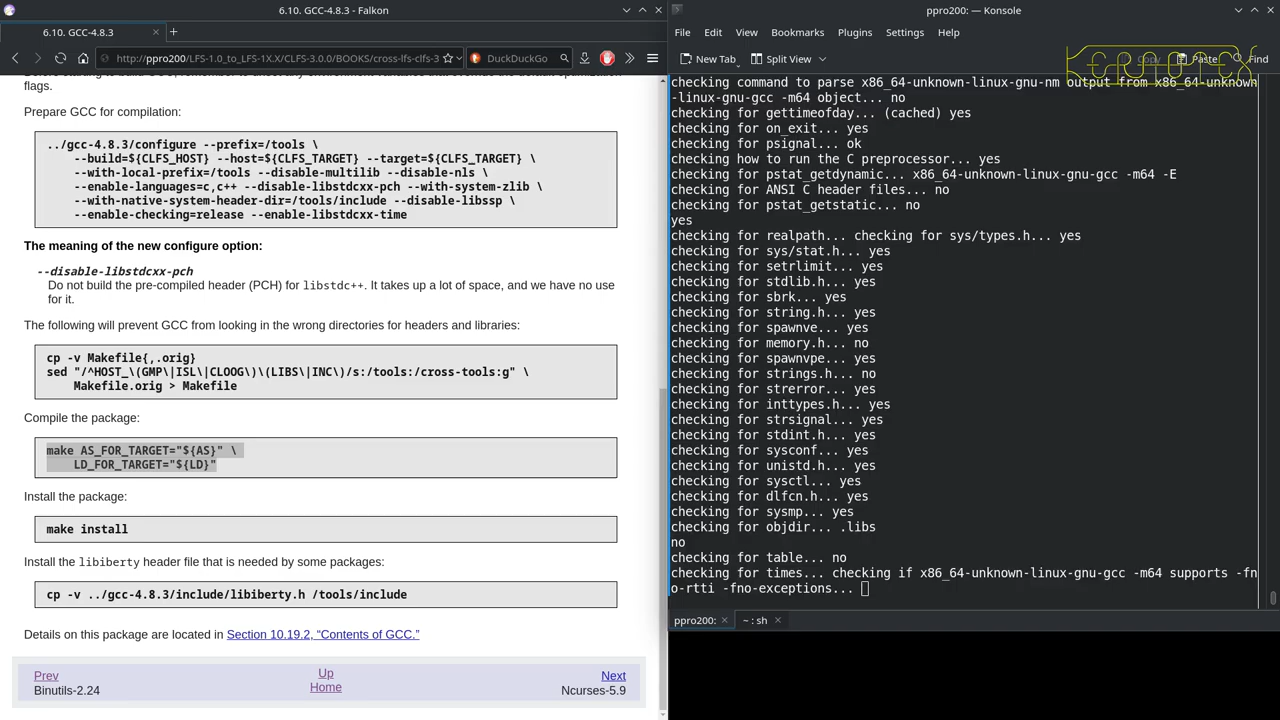 6.10. GCC-4.8.3 - Falkon
6.10. GCC-4.8.3
http://ppro200/LFS-1.0_to_LFS-1X.X/CLFS-3.0.0/BOOKS/cross-lfs-clfs-3
DuckDuckGo
flags.
Prepare GCC for compilation:
../gcc-4.8.3/configure --prefix=/tools \
--build=${CLFS_HOST} --host=${CLFS_TARGET} --target=${CLFS_TARGET} \
--with-local-prefix=/tools --disable-multilib --disable-nls \
--enable-languages=c,c++ --disable-libstdcxx-pch --with-system-zlib \
--with-native-system-header-dir=/tools/include --disable-libssp \
--enable-checking=release --enable-libstdcxx-time
The meaning of the new configure option:
--disable-libstdcxx-pch
Do not build the pre-compiled header (PCH) for libstdc++. It takes up a lot of space, and we have no use
for it.
The following will prevent GCC from looking in the wrong directories for headers and libraries:
cp -v Makefile{,.orig}
sed "/^HOST_\(GMP\|ISL\|CLOOG\)\(LIBS\|INC\)/s:/tools:/cross-tools:g" \
Makefile.orig > Makefile
Compile the package:
make AS_FOR_TARGET="${AS}" \
LD_FOR_TARGET="${LD}"
Install the package:
make install
Install the libiberty header file that is needed by some packages:
cp -v ../gcc-4.8.3/include/libiberty.h /tools/include
Details on this package are located in Section 10.19.2, “Contents of GCC.”
Prev
Binutils-2.24
Up
Home
Next
Ncurses-5.9
ppro200: — Konsole
File Edit View Bookmarks Plugins Settings Help
New Tab Split View Copy Paste Find
checking command to parse x86_64-unknown-linux-gnu-nm output from x86_64-unknown
-linux-gnu-gcc -m64 object... no
checking for gettimeofday... (cached) yes
checking for on_exit... yes
checking for psignal... ok
checking how to run the C preprocessor... yes
checking for pstat_getdynamic... x86_64-unknown-linux-gnu-gcc -m64 -E
checking for ANSI C header files... no
checking for pstat_getstatic... no
yes
checking for realpath... checking for sys/types.h... yes
checking for sys/stat.h... yes
checking for setrlimit... yes
checking for stdlib.h... yes
checking for sbrk... yes
checking for string.h... yes
checking for spawnve... yes
checking for memory.h... no
checking for spawnvpe... yes
checking for strings.h... no
checking for strerror... yes
checking for inttypes.h... yes
checking for strsignal... yes
checking for stdint.h... yes
checking for sysconf... yes
checking for unistd.h... yes
checking for sysctl... yes
checking for dlfcn.h... yes
checking for sysmp... yes
checking for objdir... .libs
no
checking for table... no
checking for times... checking if x86_64-unknown-linux-gnu-gcc -m64 supports -fn
o-rtti -fno-exceptions...
ppro200: ~ : sh